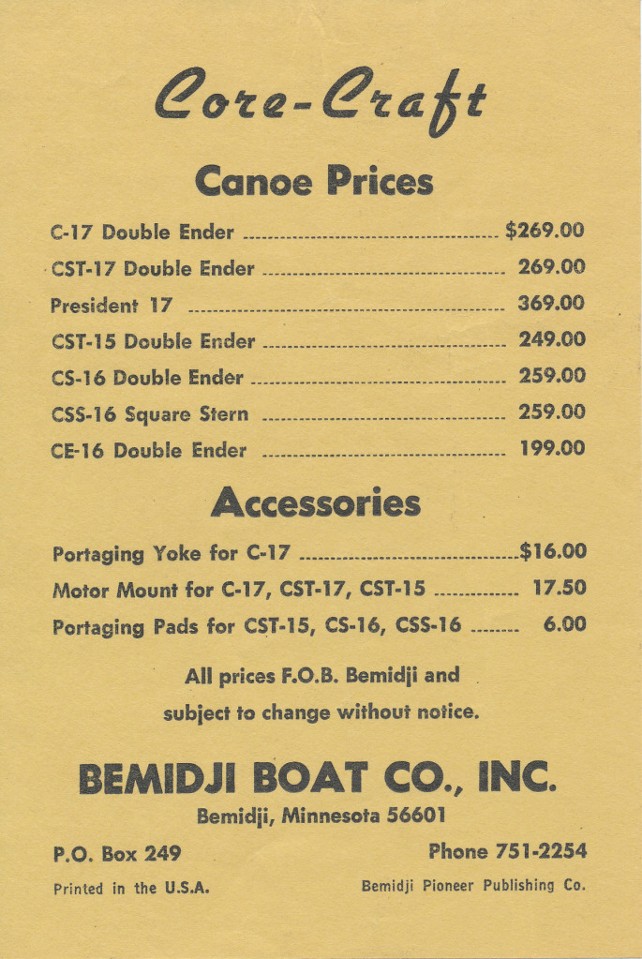 Core-Craft
Canoe Prices
C-17 Double Ender ........................................ $269.00
CST-17 Double Ender ...................................... 269.00
President 17 .................................................. 369.00
CST-15 Double Ender ...................................... 249.00
CS-16 Double Ender ........................................ 259.00
CSS-16 Square Stern ...................................... 259.00
CE-16 Double Ender ...................................... 199.00
Accessories
Portaging Yoke for C-17 ..................................$16.00
Motor Mount for C-17, CST-17, CST-15 ............. 17.50
Portaging Pads for CST-15, CS-16, CSS-16 ........ 6.00
All prices F.O.B. Bemidji and
subject to change without notice.
BEMIDJI BOAT CO., INC.
Bemidji, Minnesota 56601
P.O. Box 249 Phone 751-2254
Printed in the U.S.A. Bemidji Pioneer Publishing Co.